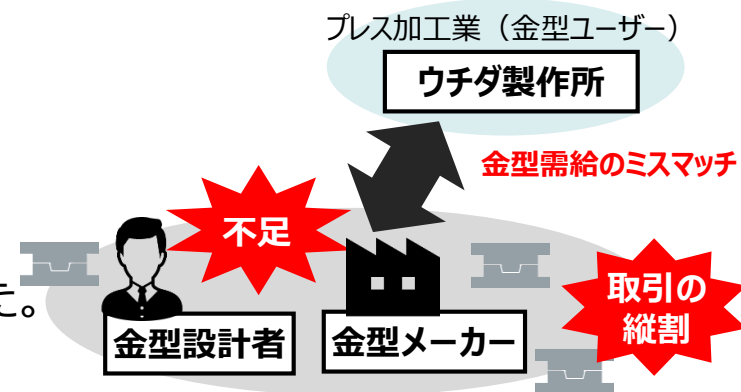 プレス加工業（金型ユーザー）
ウチダ製作所
金型需給のミスマッチ
不足
取引の
縦割
た。
金型設計者
金型メーカー